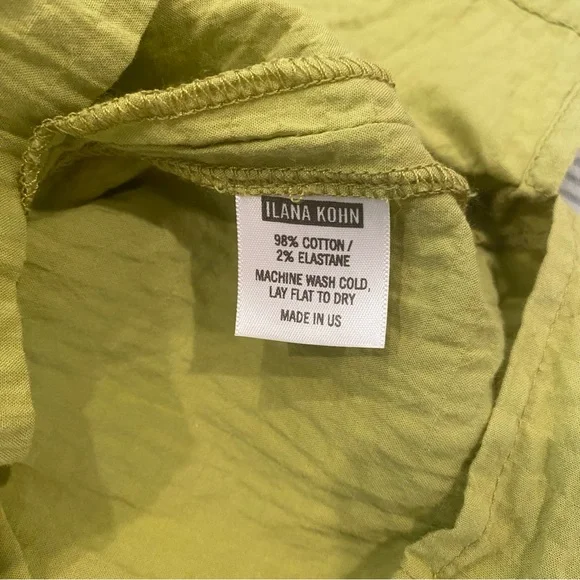 ILANA KOHN
98% COTTON /
2% ELASTANE
MACHINE WASH COLD,
LAY FLAT TO DRY
MADE IN US